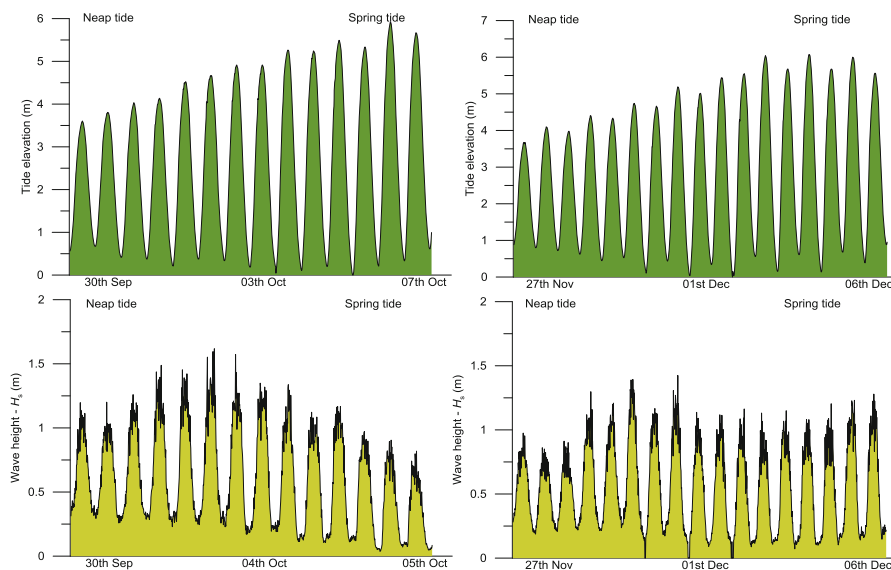 Neap tide Spring tide
6
5
4
3
2
1
0
Tide elavation (m)
30th Sep 03th Oct 07th Oct
Neap tide Spring tide
7
6
5
4
3
2
1
0
Tide elevation (m)
27th Nov 01st Dec 06th Dec
Neap tide Spring tide
2
1.5
1
0.5
0
Wave height - Hs (m)
30th Sep 04th Oct 05th Oct
Neap tide Spring tide
2
1.5
1
0.5
0
Wave height - Hs (m)
27th Nov 01st Dec 06th Dec